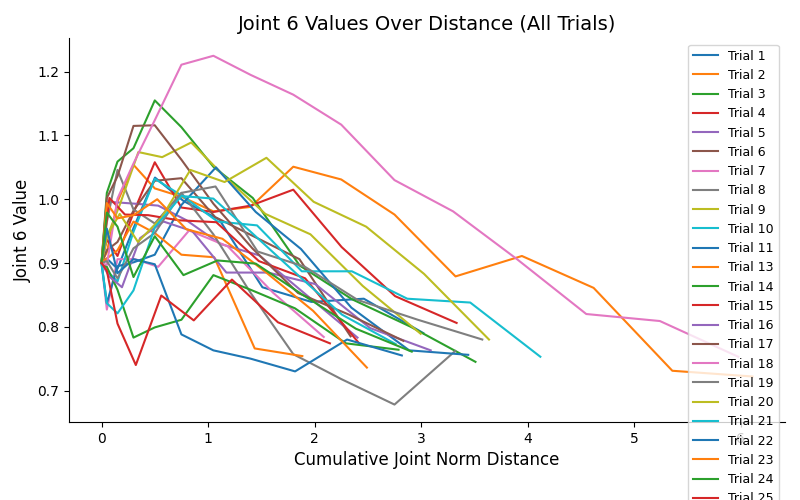 Joint 6 Values Over Distance (All Trials)
Joint 6 Value
1.2
1.1
1.0
0.9
0.8
0.7
0
1
2
3
4
5
6
Cumulative Joint Norm Distance
Trial 1
Trial 2
Trial 3
Trial 4
Trial 5
Trial 6
Trial 7
Trial 8
Trial 9
Trial 10
Trial 11
Trial 13
Trial 14
Trial 15
Trial 16
Trial 17
Trial 18
Trial 19
Trial 20
Trial 21
Trial 22
Trial 23
Trial 24
Trial 25